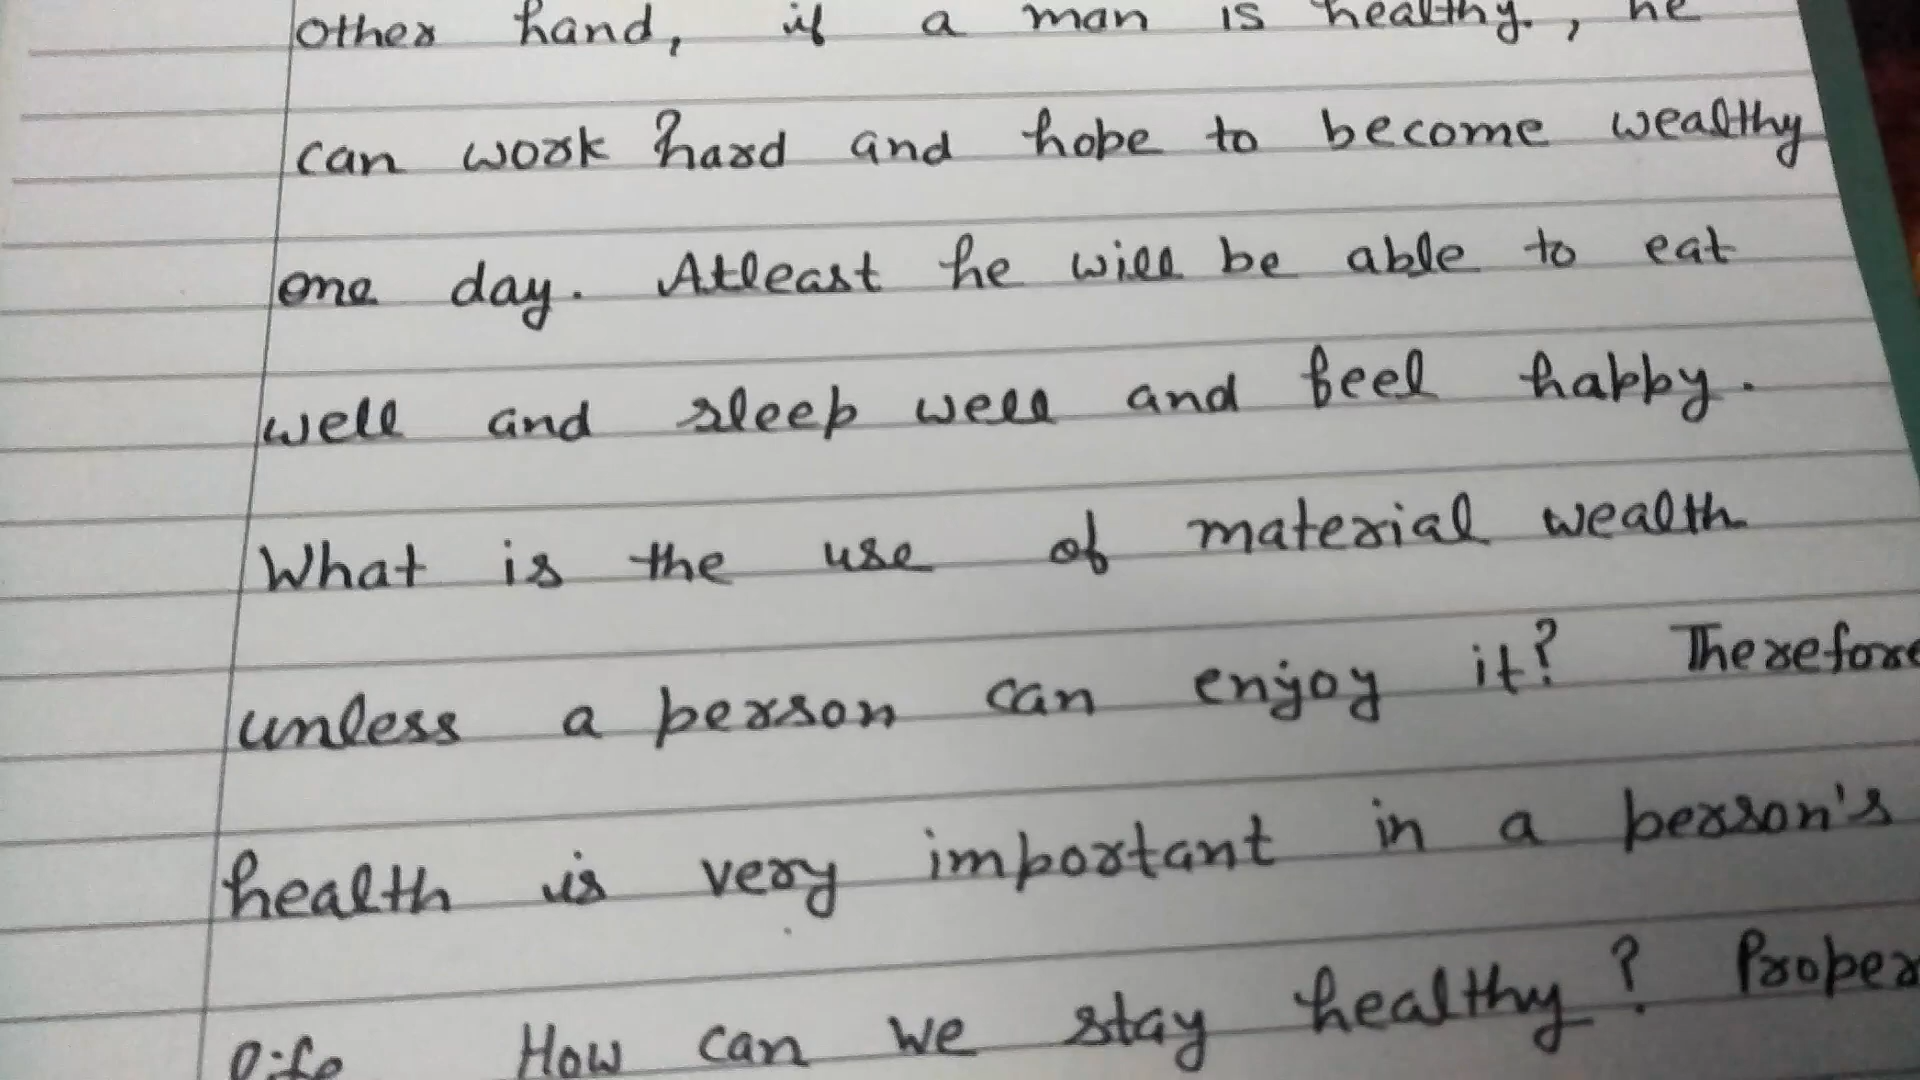 other hand, if a man is healthy, he
can work hard and hope to become wealthy
one day. Atleast he will be able to eat
well and sleep well and feel happy.
What is the use of material wealth
unless a person can enjoy it? Therefore
health is very important in a person's
life How can we stay healthy? Proper